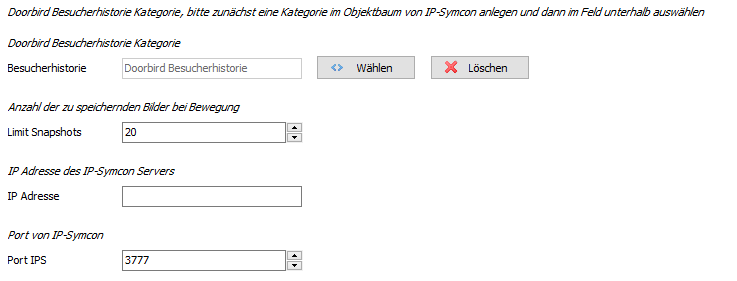 Doorbird Besucherhistorie Kategorie, bitte zunächst eine Kategorie im Objektbaum von IP-Symcon anlegen und dann im Feld unterhalb auswählen
Doorbird Besucherhistorie Kategorie
Besucherhistorie Doorbird Besucherhistorie Wählen Löschen
Anzahl der zu speichernden Bilder bei Bewegung
Limit Snapshots 20
IP Adresse des IP-Symcon Servers
IP Adresse
Port von IP-Symcon
Port IPS 3777